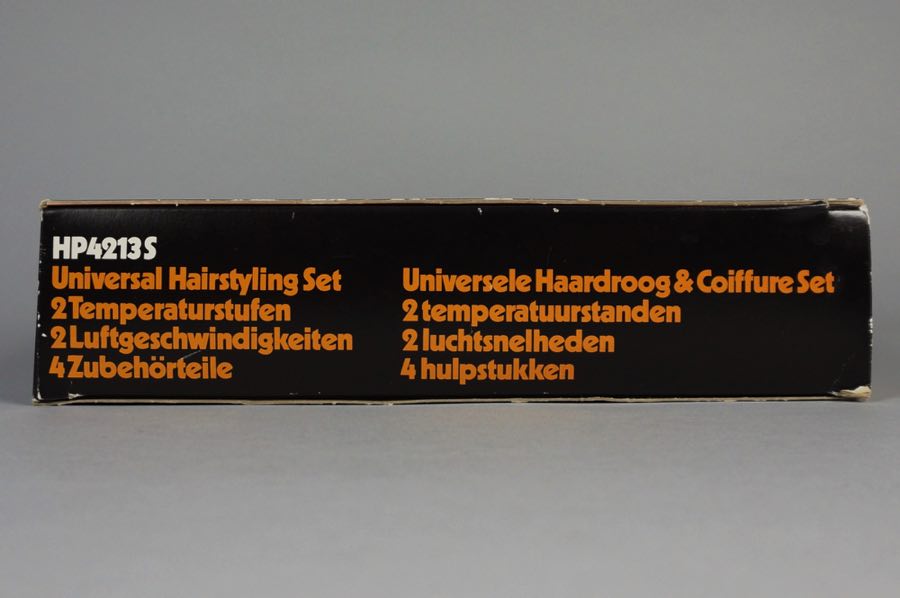 HP4213S
Universal Hairstyling Set
2 Temperaturstufen
2 Luftgeschwindigkeiten
4 Zubehörteile
Universele Haardroog & Coiffure Set
2 temperatuurstanden
2 luchtsnelheden
4 hulpstukken